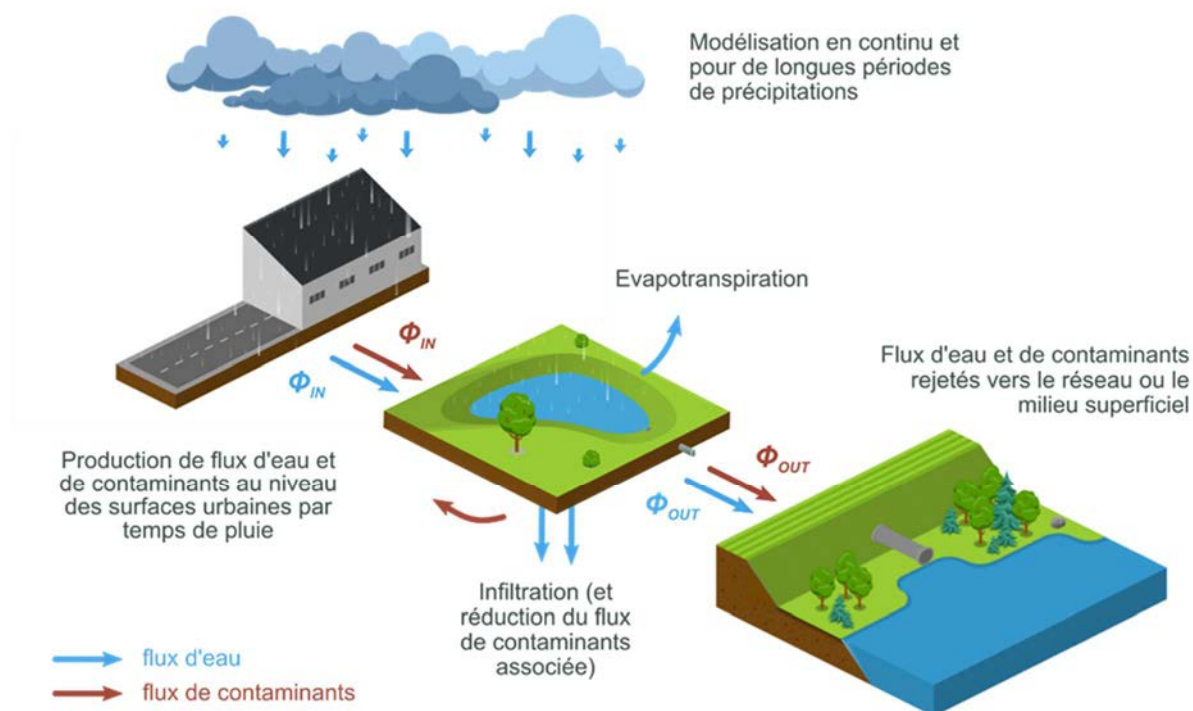 Modélisation en continu et
pour de longues périodes
de précipitations
Evapotranspiration
Φ_IN
Φ_IN
Flux d'eau et de contaminants
rejetés vers le réseau ou le
milieu superficiel
Production de flux d'eau et
de contaminants au niveau
des surfaces urbaines par
temps de pluie
Φ_OUT
Φ_OUT
Infiltration (et
réduction du flux
de contaminants
associée)
flux d'eau
flux de contaminants